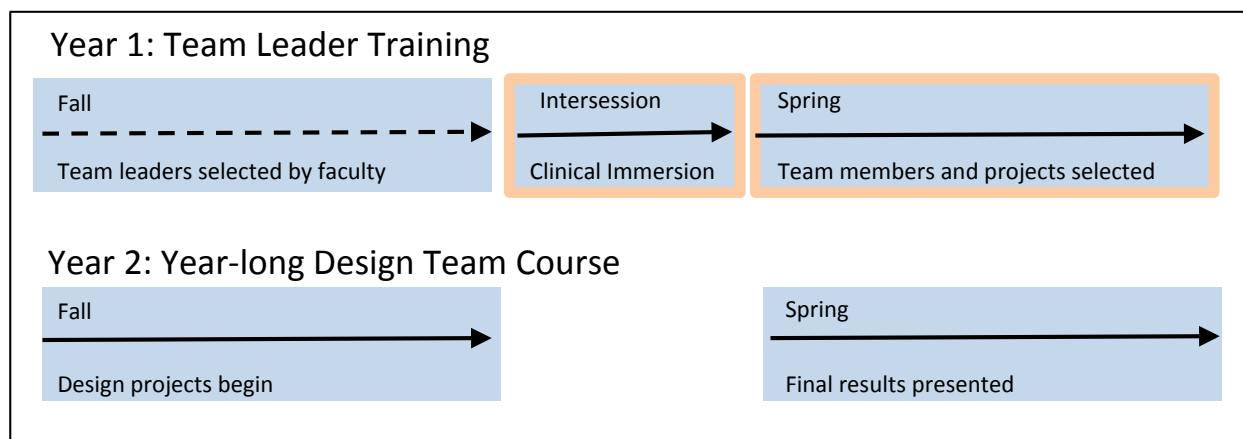 Year 1: Team Leader Training
Fall
Intersession
Spring
Team leaders selected by faculty
Clinical Immersion
Team members and projects selected
Year 2: Year-long Design Team Course
Fall
Spring
Design projects begin
Final results presented